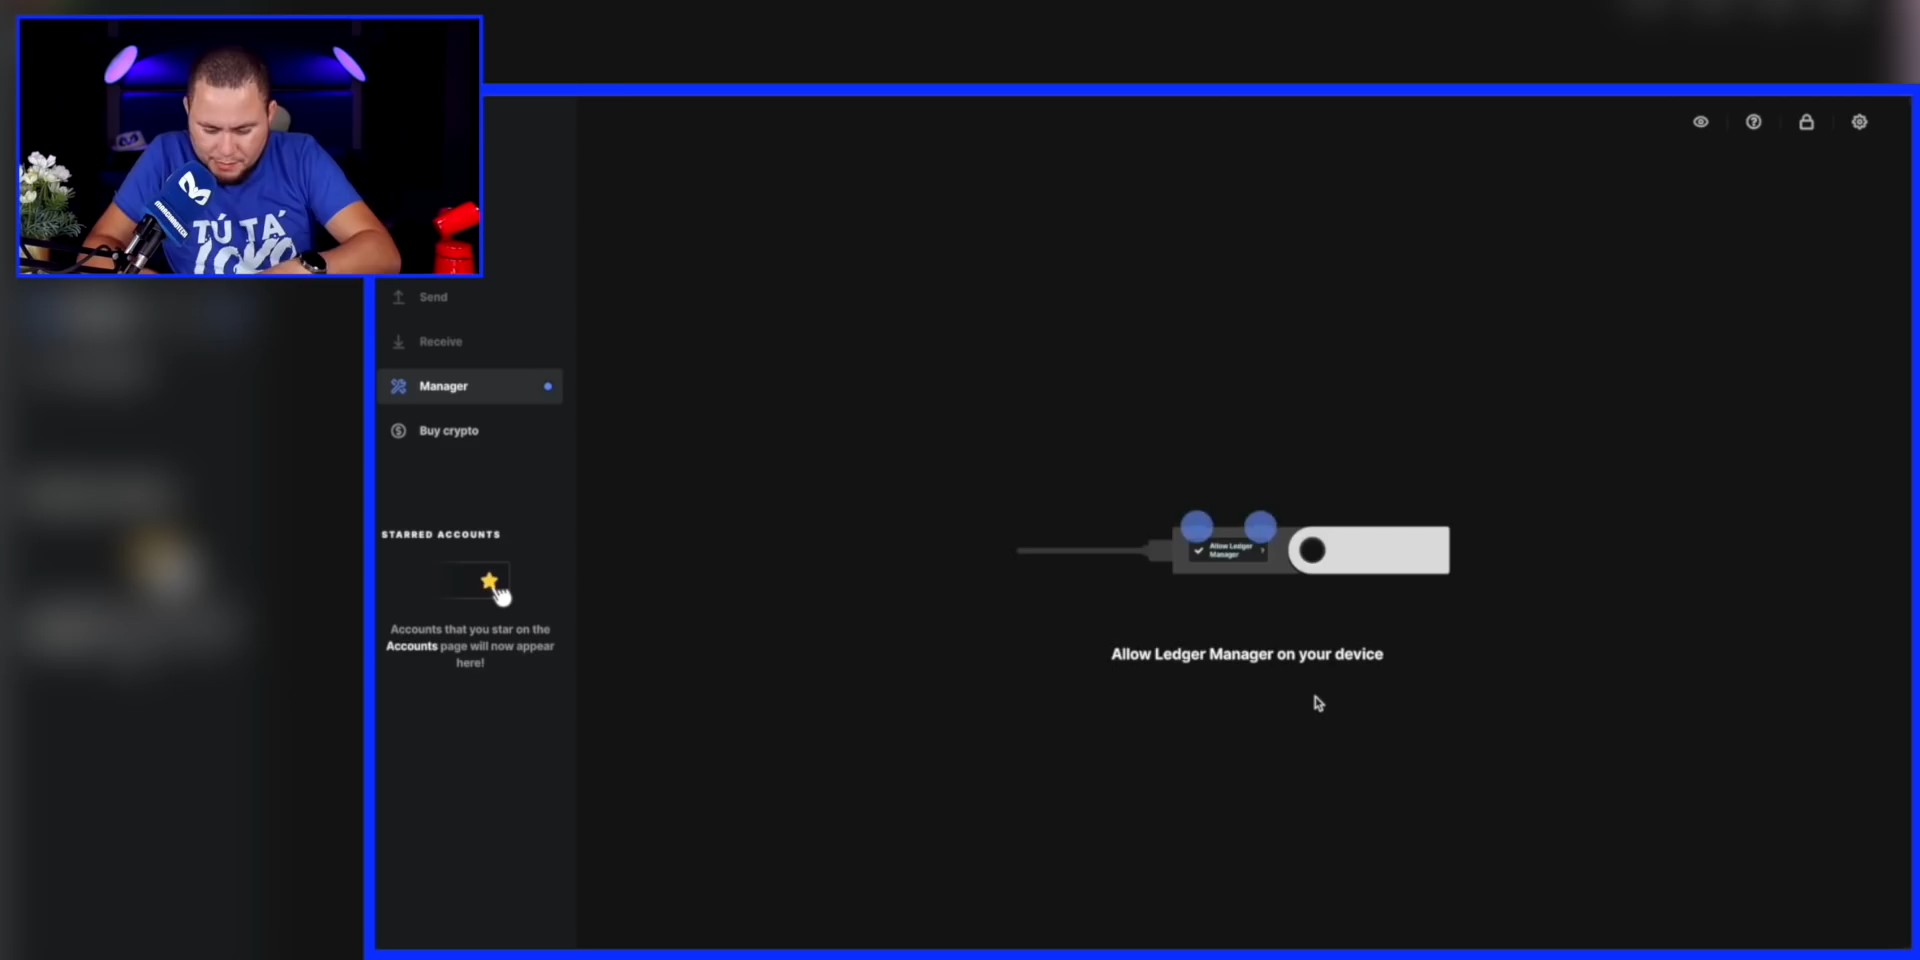 TÚ TÁ
LOCO
Send
Receive
Manager
Buy crypto
STARRED ACCOUNTS
Accounts that you star on the
Accounts page will now appear
here!
Allow Ledger
Manager
?
Allow Ledger Manager on your device